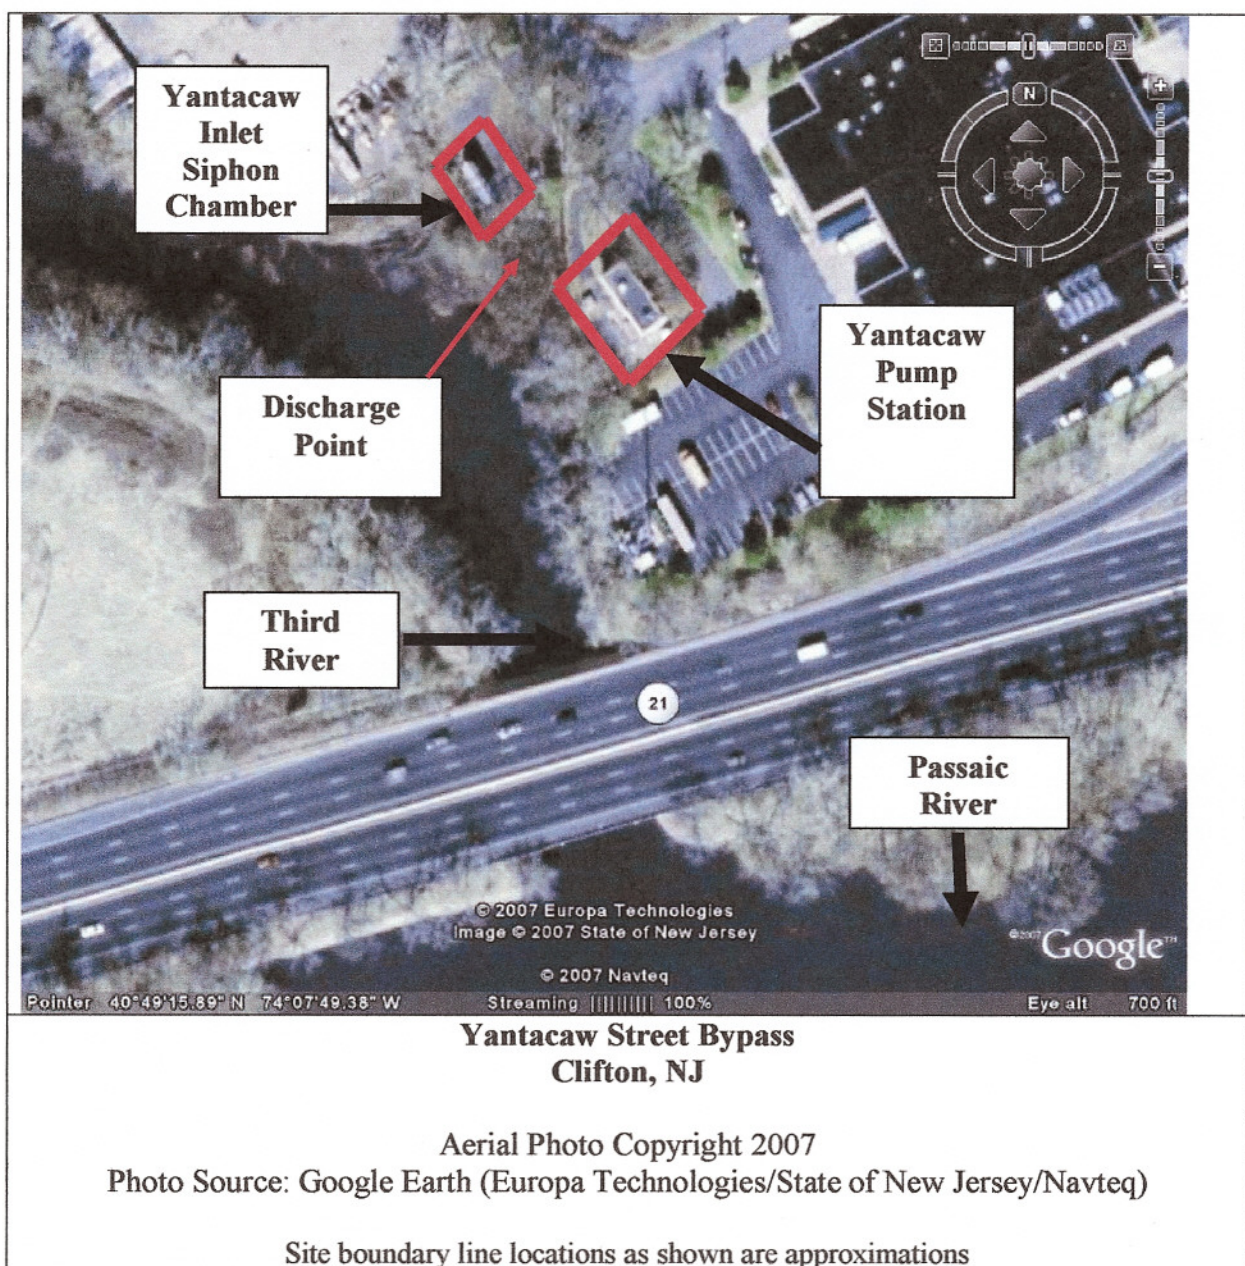 Yantacaw
Inlet
Siphon
Chamber
N
Yantacaw
Pump
Station
Discharge
Point
Third
River
21
Passaic
River
© 2007 Europa Technologies
Image © 2007 State of New Jersey
© 2007 Navteq
©2007 Google™
Pointer 40°49'15.89" N 74°07'49.38" W Streaming ||||||||| 100% Eye alt 700 ft
Yantacaw Street Bypass
Clifton, NJ
Aerial Photo Copyright 2007
Photo Source: Google Earth (Europa Technologies/State of New Jersey/Navteq)
Site boundary line locations as shown are approximations